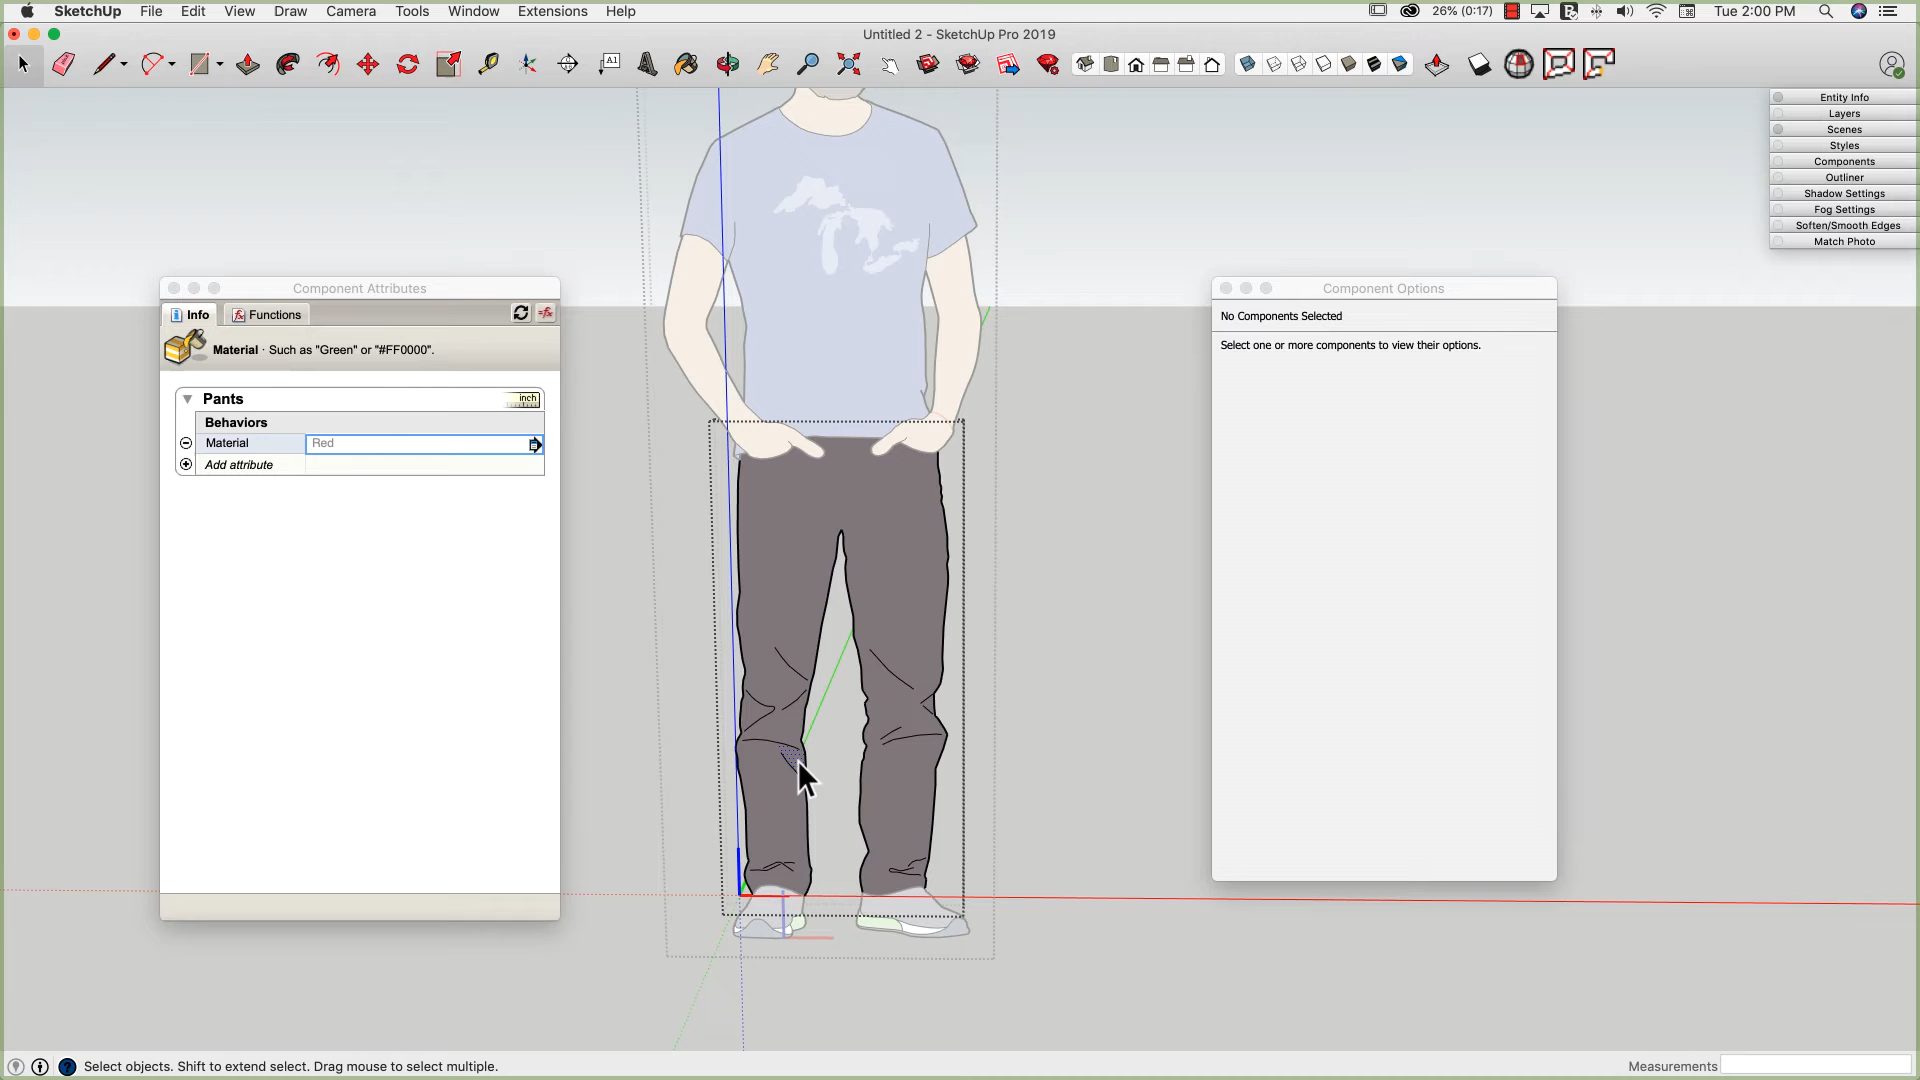 SketchUp File Edit View Draw Camera Tools Window Extensions Help 26% (0:17) Tue 2:00 PM
Untitled 2 - SketchUp Pro 2019
A1
Entity Info
Layers
Scenes
Styles
Components
Outliner
Shadow Settings
Fog Settings
Soften/Smooth Edges
Match Photo
Component Attributes
Info Functions
Material · Such as "Green" or "#FF0000".
Pants inch
Behaviors
Material Red
Add attribute
Component Options
No Components Selected
Select one or more components to view their options.
Select objects. Shift to extend select. Drag mouse to select multiple. Measurements